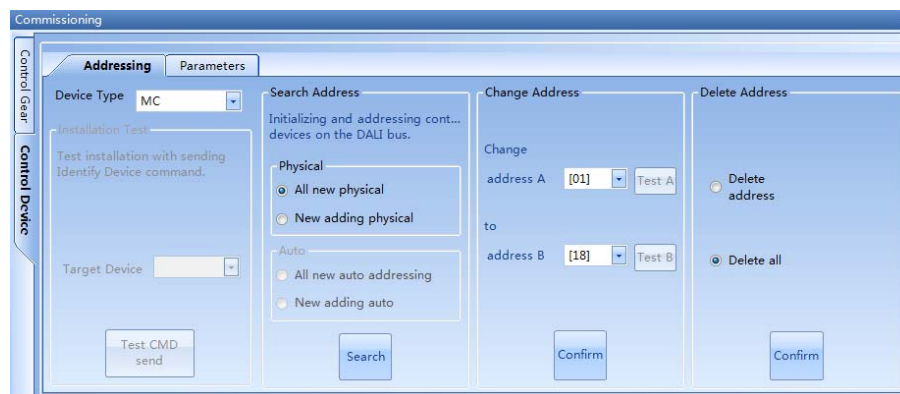 Commissioning
Control Gear
Control Device
Addressing
Parameters
Device Type
MC
Installation Test
Test installation with sending
Identify Device command.
Target Device
Test CMD
send
Search Address
Initializing and addressing cont...
devices on the DALI bus.
Physical
All new physical
New adding physical
Auto
All new auto addressing
New adding auto
Search
Change Address
Change
address A
[01]
Test A
to
address B
[18]
Test B
Confirm
Delete Address
Delete
address
Delete all
Confirm